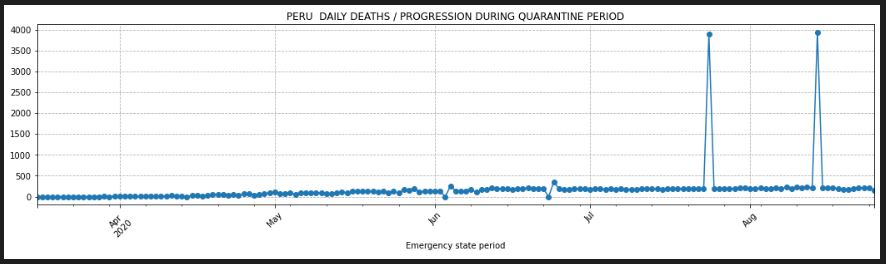 PERU  DAILY DEATHS / PROGRESSION DURING QUARANTINE PERIOD
4000
3500
3000
2500
2000
1500
1000
500
0
Apr
2020
May
Jun
Jul
Aug
Emergency state period